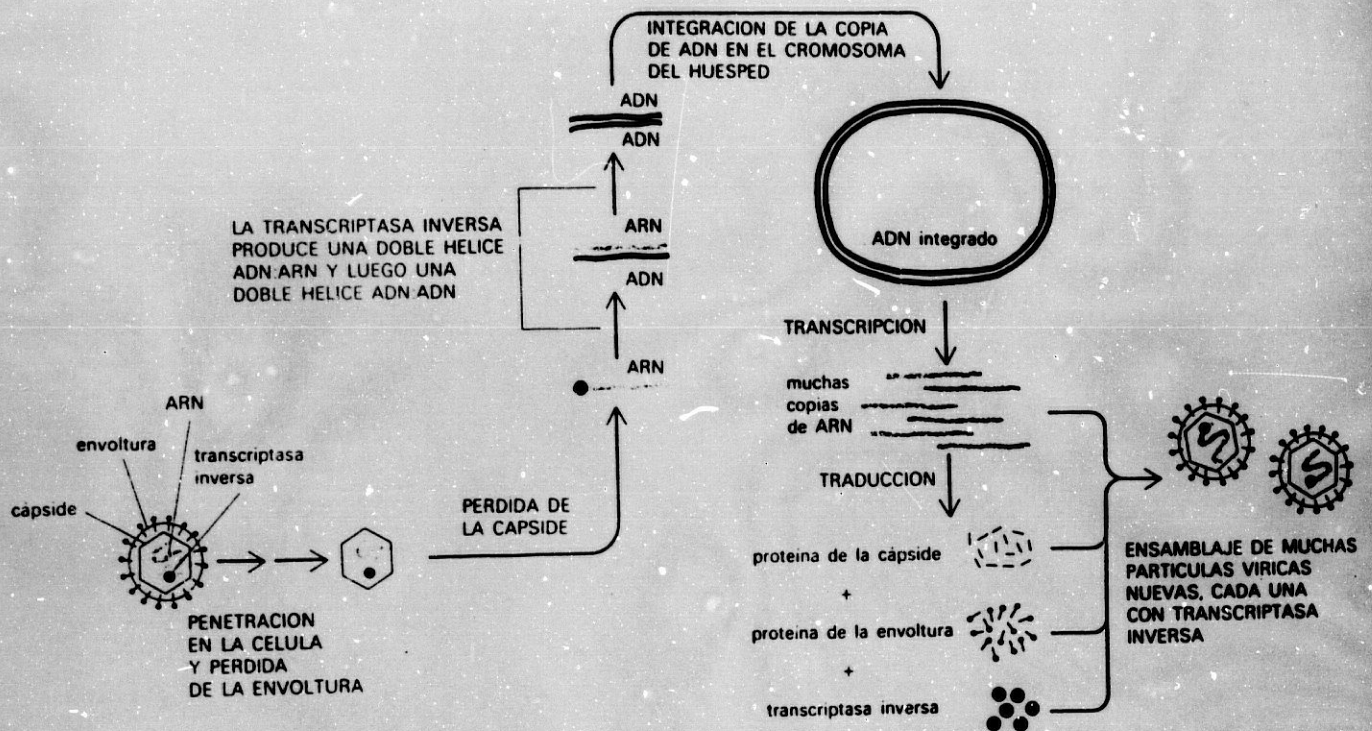 INTEGRACION DE LA COPIA
DE ADN EN EL CROMOSOMA
DEL HUESPED
ADN
ADN
LA TRANSCRIPTASA INVERSA
PRODUCE UNA DOBLE HELICE
ADN:ARN Y LUEGO UNA
DOBLE HELICE ADN:ADN
ARN
ADN
ARN
ADN integrado
TRANSCRIPCION
muchas
copias
de ARN
TRADUCCION
ARN
envoltura
transcriptasa
inversa
cápside
PERDIDA DE
LA CAPSIDE
PENETRACION
EN LA CELULA
Y PERDIDA
DE LA ENVOLTURA
proteina de la cápside
+
proteina de la envoltura
+
transcriptasa inversa
ENSAMBLAJE DE MUCHAS
PARTICULAS VIRICAS
NUEVAS, CADA UNA
CON TRANSCRIPTASA
INVERSA